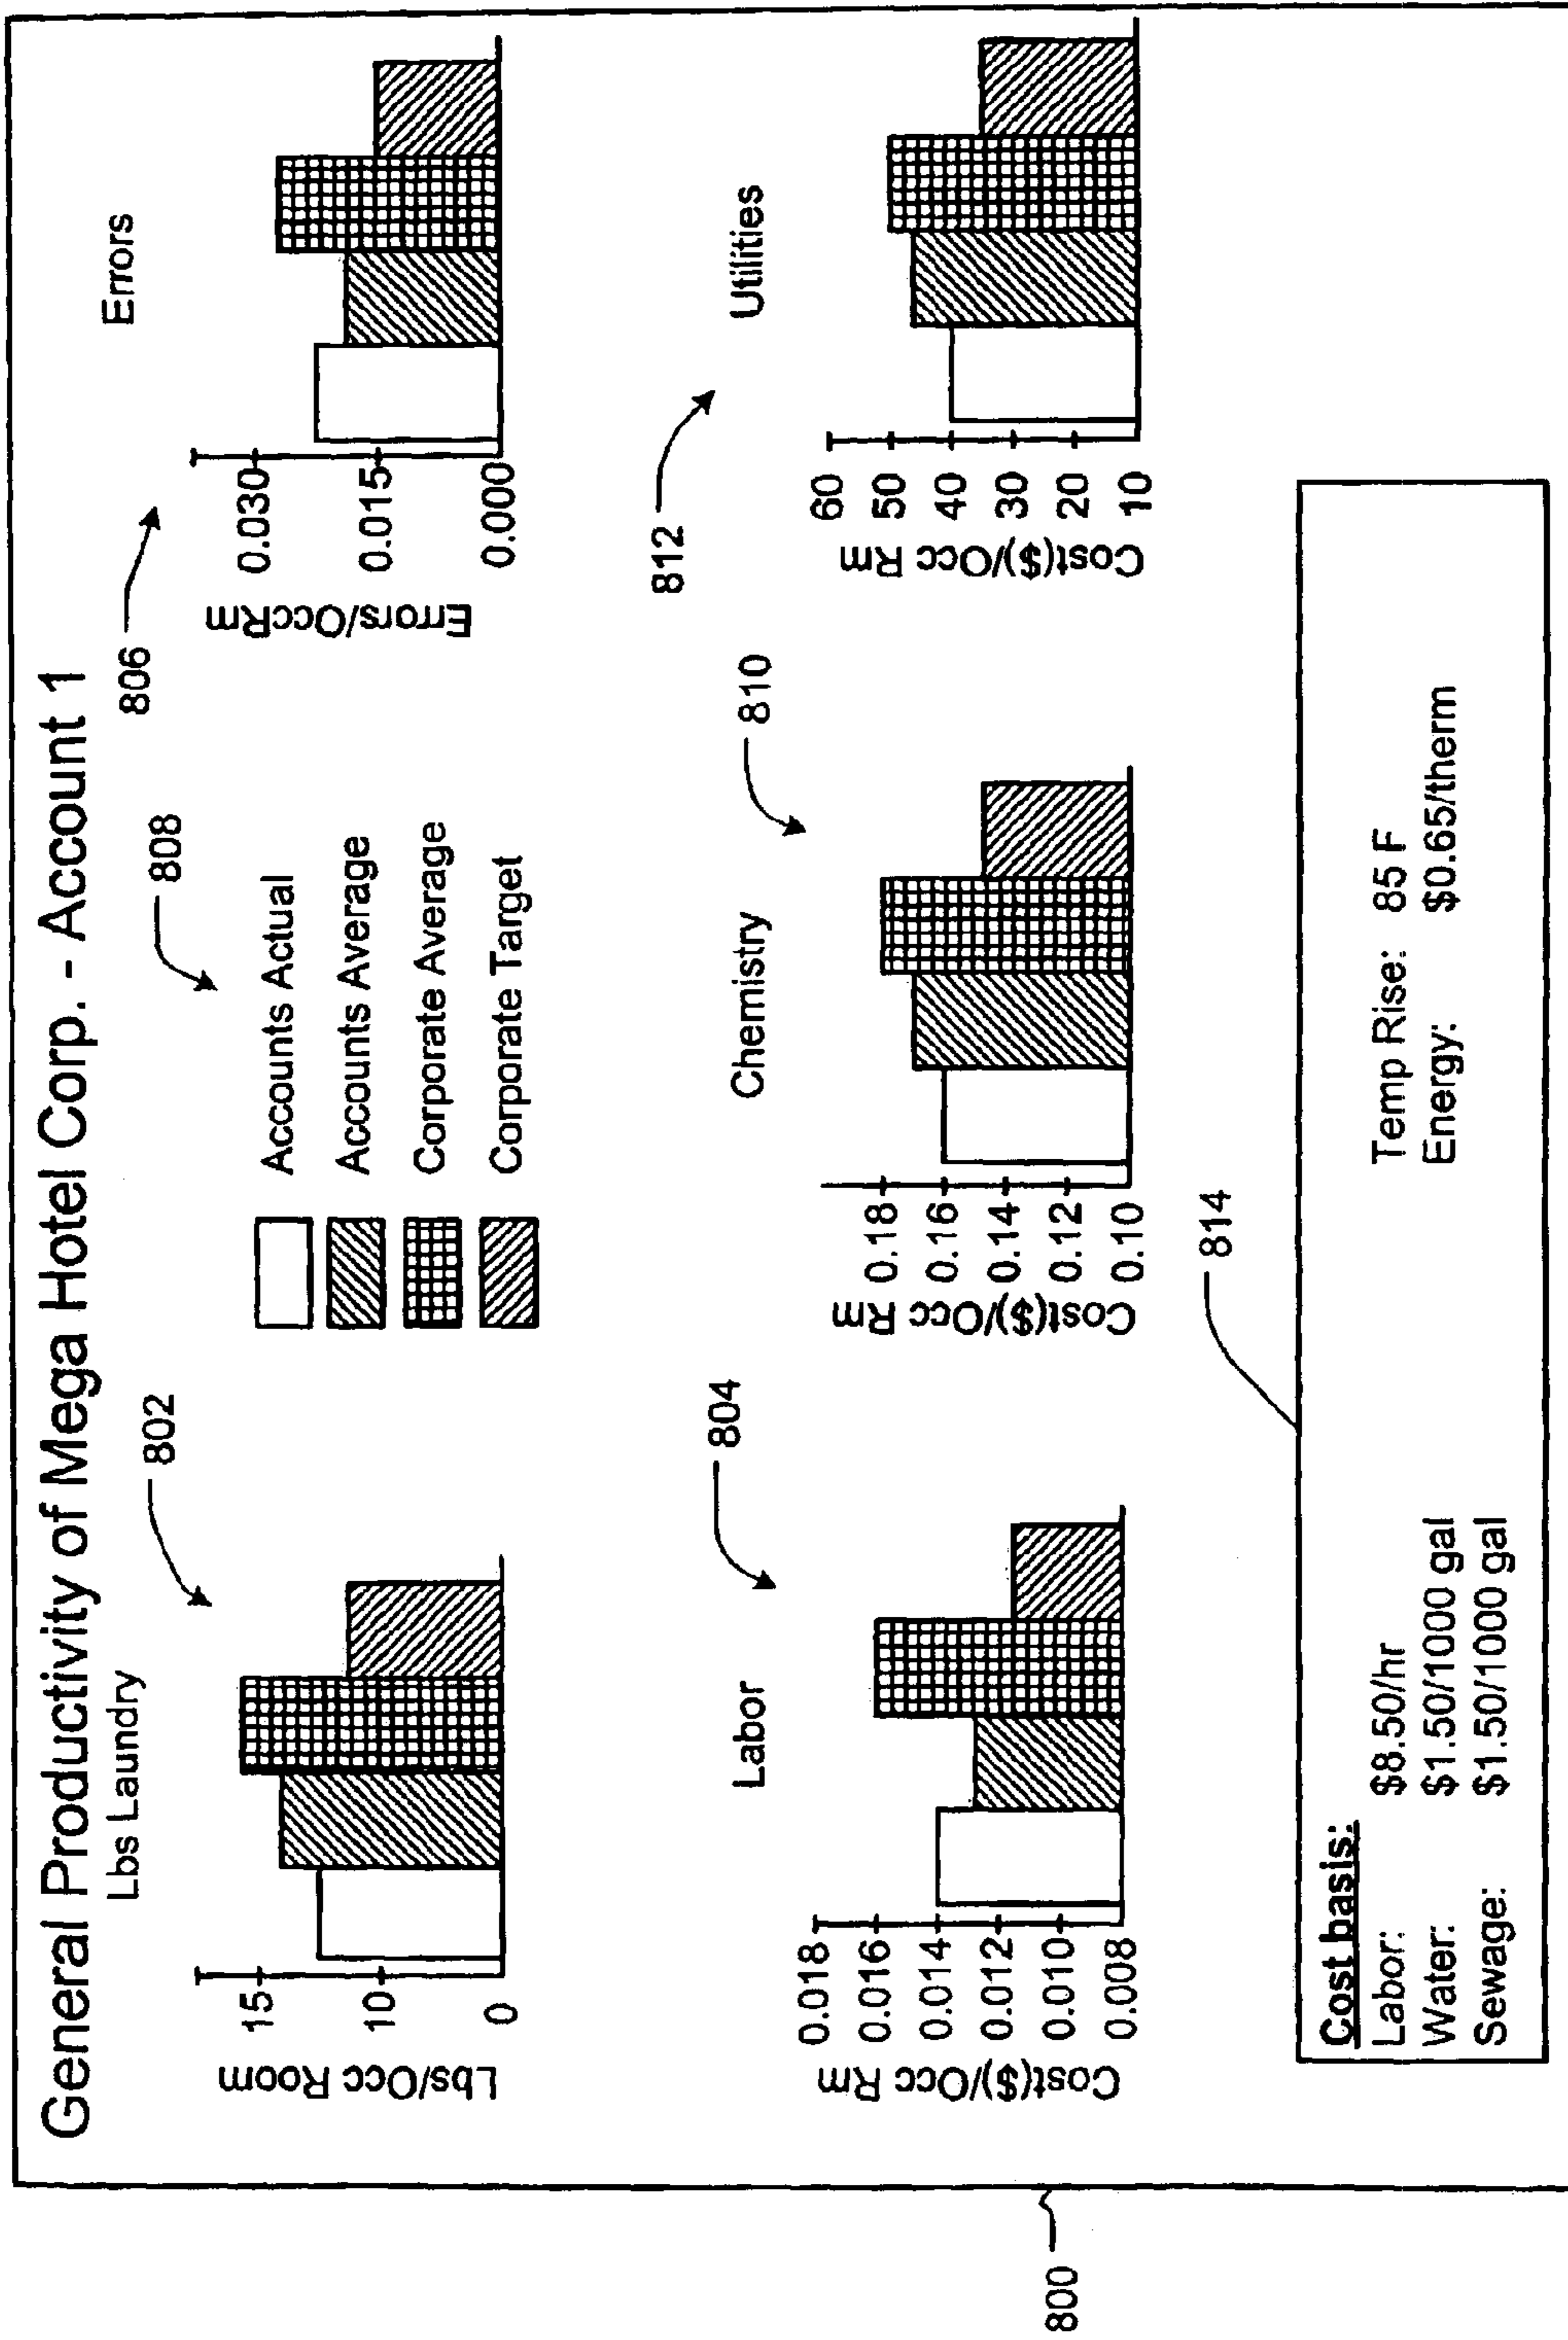 General Productivity of Mega Hotel Corp. - Account 1
Lbs Laundry
802
Lbs/Occ Room
15
10
0
808
Accounts Actual
Accounts Average
Corporate Average
Corporate Target
Errors
806
Errors/OccRm
0.030
0.015
0.000
Labor
804
Cost($)/Occ Rm
0.018
0.016
0.014
0.012
0.010
0.008
Chemistry
810
Cost($)/Occ Rm
0.18
0.16
0.14
0.12
0.10
Utilities
812
Cost($)/Occ Rm
60
50
40
30
20
10
814
Cost basis:
Labor: $8.50/hr
Water: $1.50/1000 gal
Sewage: $1.50/1000 gal
Temp Rise: 85 F
Energy: $0.65/therm
800